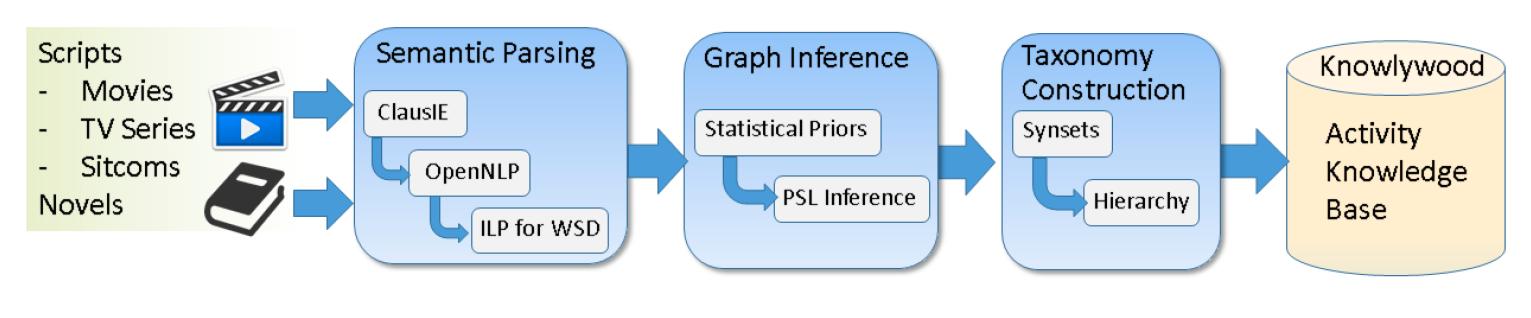 Scripts
- Movies
- TV Series
- Sitcoms
Novels
Semantic Parsing
ClausIE
OpenNLP
ILP for WSD
Graph Inference
Statistical Priors
PSL Inference
Taxonomy
Construction
Synsets
Hierarchy
Knowlywood
Activity
Knowledge
Base